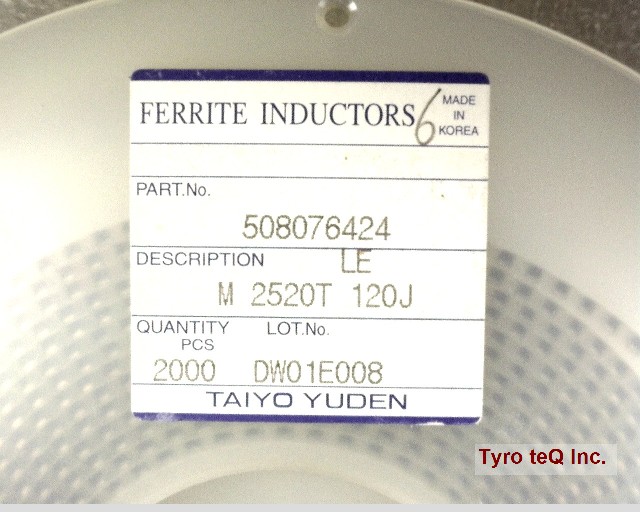 FERRITE INDUCTORS 6 MADE IN KOREA
PART.No.
508076424
DESCRIPTION LE
M 2520T 120J
QUANTITY LOT.No.
PCS
2000 DW01E008
TAIYO YUDEN
Tyro teQ Inc.